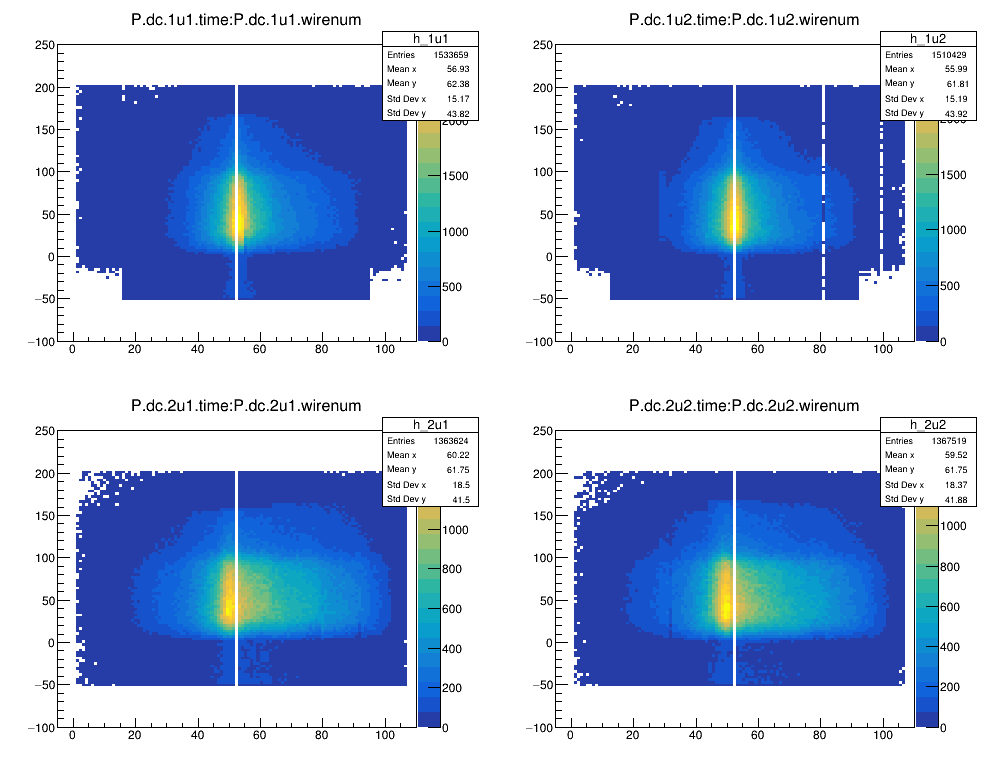 P.dc.1u1.time:P.dc.1u1.wirenum
h_1u1
Entries 1533659
Mean x 56.93
Mean y 62.38
Std Dev x 15.17
Std Dev y 43.82
250
200
150
100
50
0
−50
−100
0 20 40 60 80 100
2000
1500
1000
500
0
P.dc.1u2.time:P.dc.1u2.wirenum
h_1u2
Entries 1510429
Mean x 55.99
Mean y 61.81
Std Dev x 15.19
Std Dev y 43.92
250
200
150
100
50
0
−50
−100
0 20 40 60 80 100
2000
1500
1000
500
0
P.dc.2u1.time:P.dc.2u1.wirenum
h_2u1
Entries 1363624
Mean x 60.22
Mean y 61.75
Std Dev x 18.5
Std Dev y 41.5
250
200
150
100
50
0
−50
−100
0 20 40 60 80 100
1000
800
600
400
200
0
P.dc.2u2.time:P.dc.2u2.wirenum
h_2u2
Entries 1367519
Mean x 59.52
Mean y 61.75
Std Dev x 18.37
Std Dev y 41.88
250
200
150
100
50
0
−50
−100
0 20 40 60 80 100
1000
800
600
400
200
0